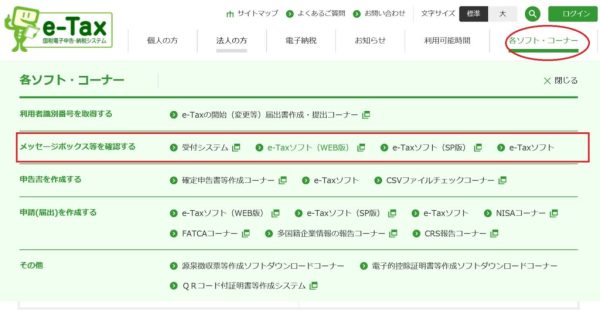 サイトマップ よくあるご質問 お問い合わせ 文字サイズ 標準 大 ログイン
e-Tax
国税電子申告・納税システム
個人の方 法人の方 電子納税 お知らせ 利用可能時間 各ソフト・コーナー
各ソフト・コーナー 閉じる
利用者識別番号を取得する e-Taxの開始（変更等）届出書作成・提出コーナー
メッセージボックス等を確認する 受付システム e-Taxソフト（WEB版） e-Taxソフト（SP版） e-Taxソフト
申告書を作成する 確定申告書等作成コーナー e-Taxソフト CSVファイルチェックコーナー
申請(届出)を作成する e-Taxソフト（WEB版） e-Taxソフト（SP版） e-Taxソフト NISAコーナー
FATCAコーナー 多国籍企業情報の報告コーナー CRS報告コーナー
その他 源泉徴収票等作成ソフトダウンロードコーナー 電子的控除証明書等作成ソフトダウンロードコーナー
ＱＲコード付証明書等作成システム